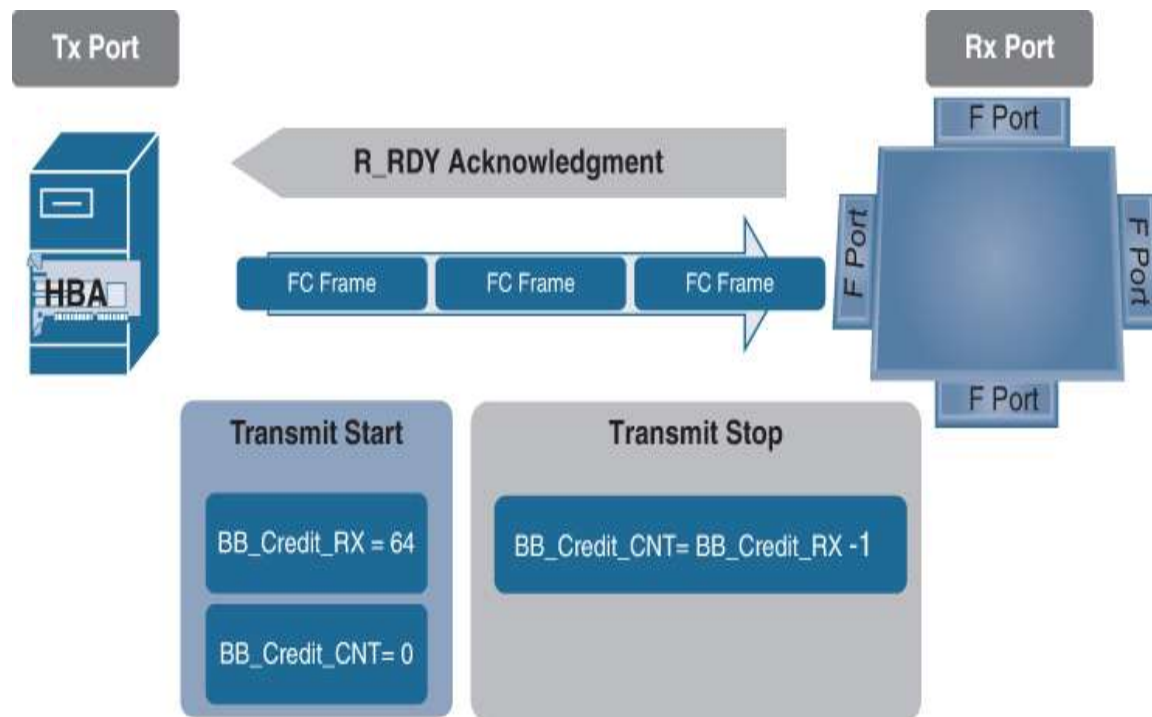 Tx Port
Rx Port
F Port
R_RDY Acknowledgment
HBA
FC Frame
FC Frame
FC Frame
F Port
F Port
F Port
Transmit Start
BB_Credit_RX = 64
BB_Credit_CNT= 0
Transmit Stop
BB_Credit_CNT= BB_Credit_RX -1